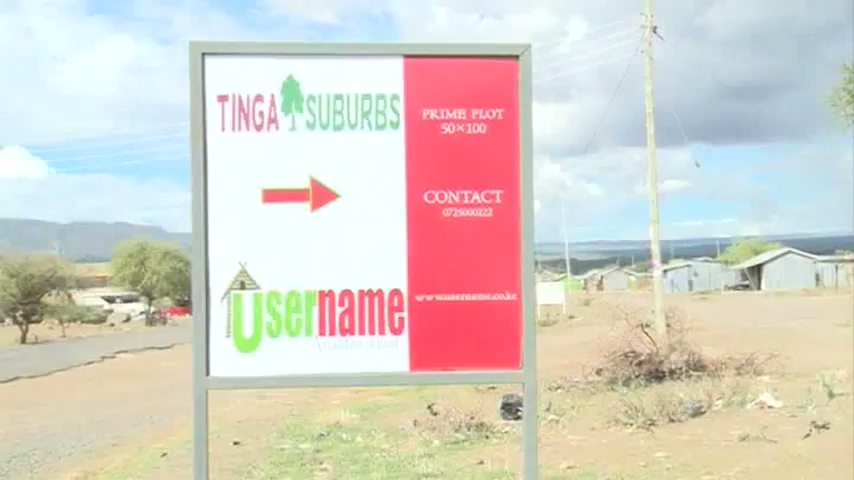 TINGA SUBURBS
PRIME PLOT
50×100
CONTACT
0725000222
username
www.username.co.ke